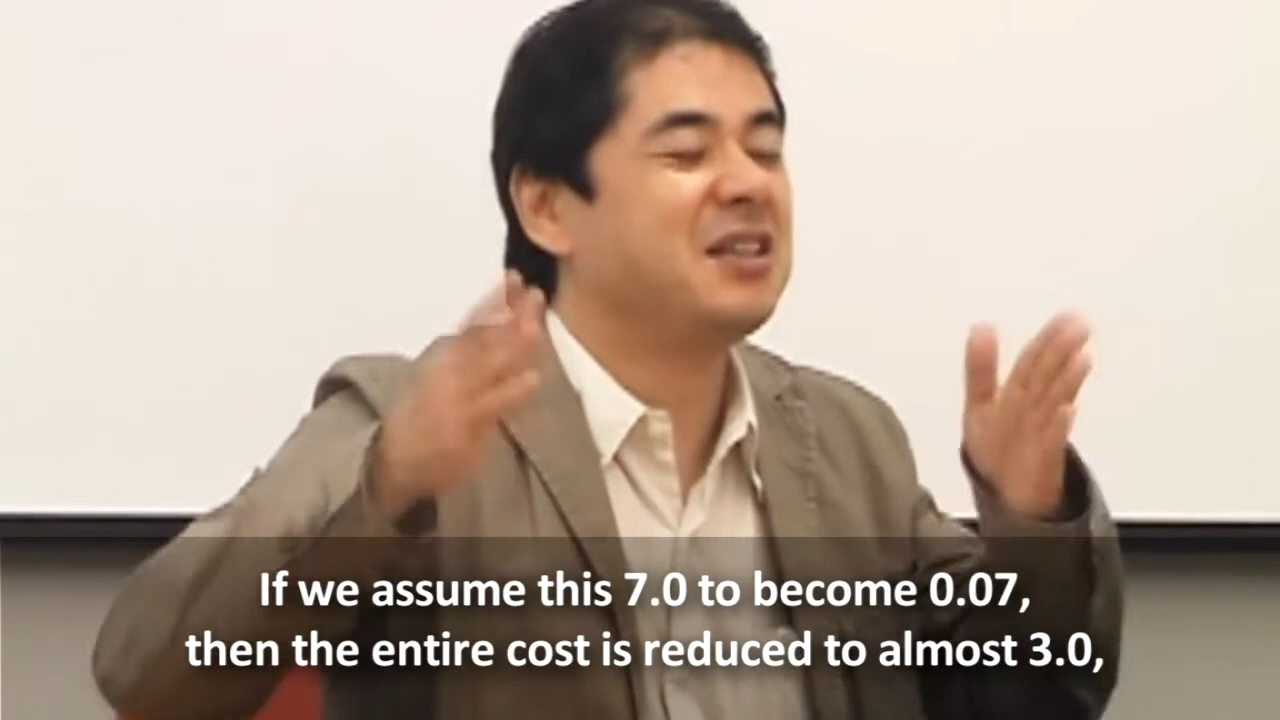 If we assume this 7.0 to become 0.07,
then the entire cost is reduced to almost 3.0,